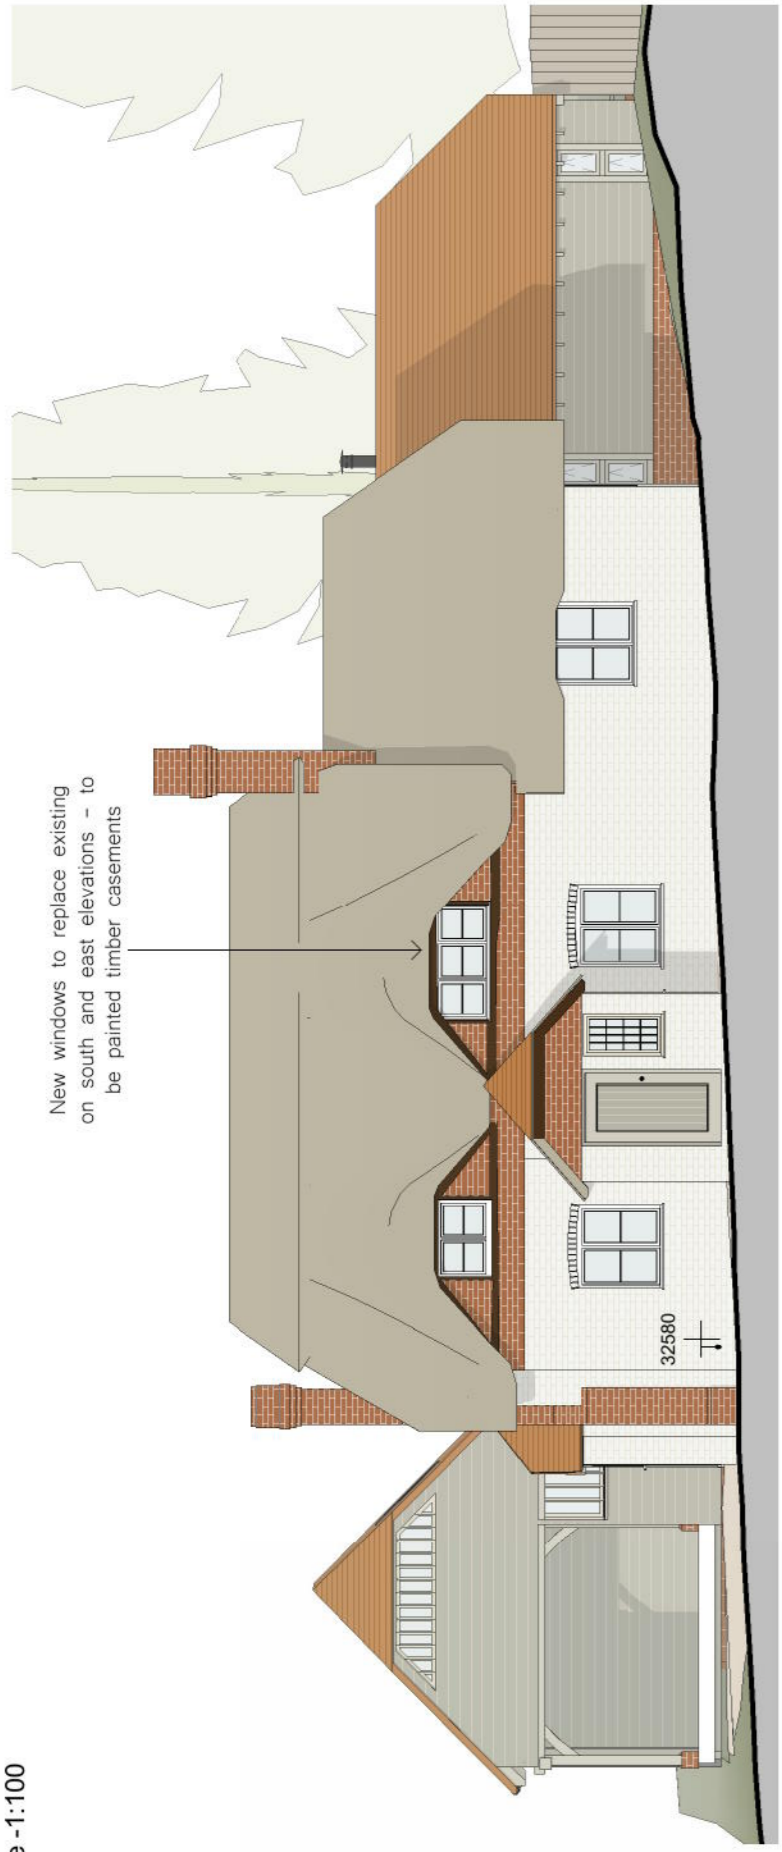 New windows to replace existing
on south and east elevations – to
be painted timber casements
32580
-1:100